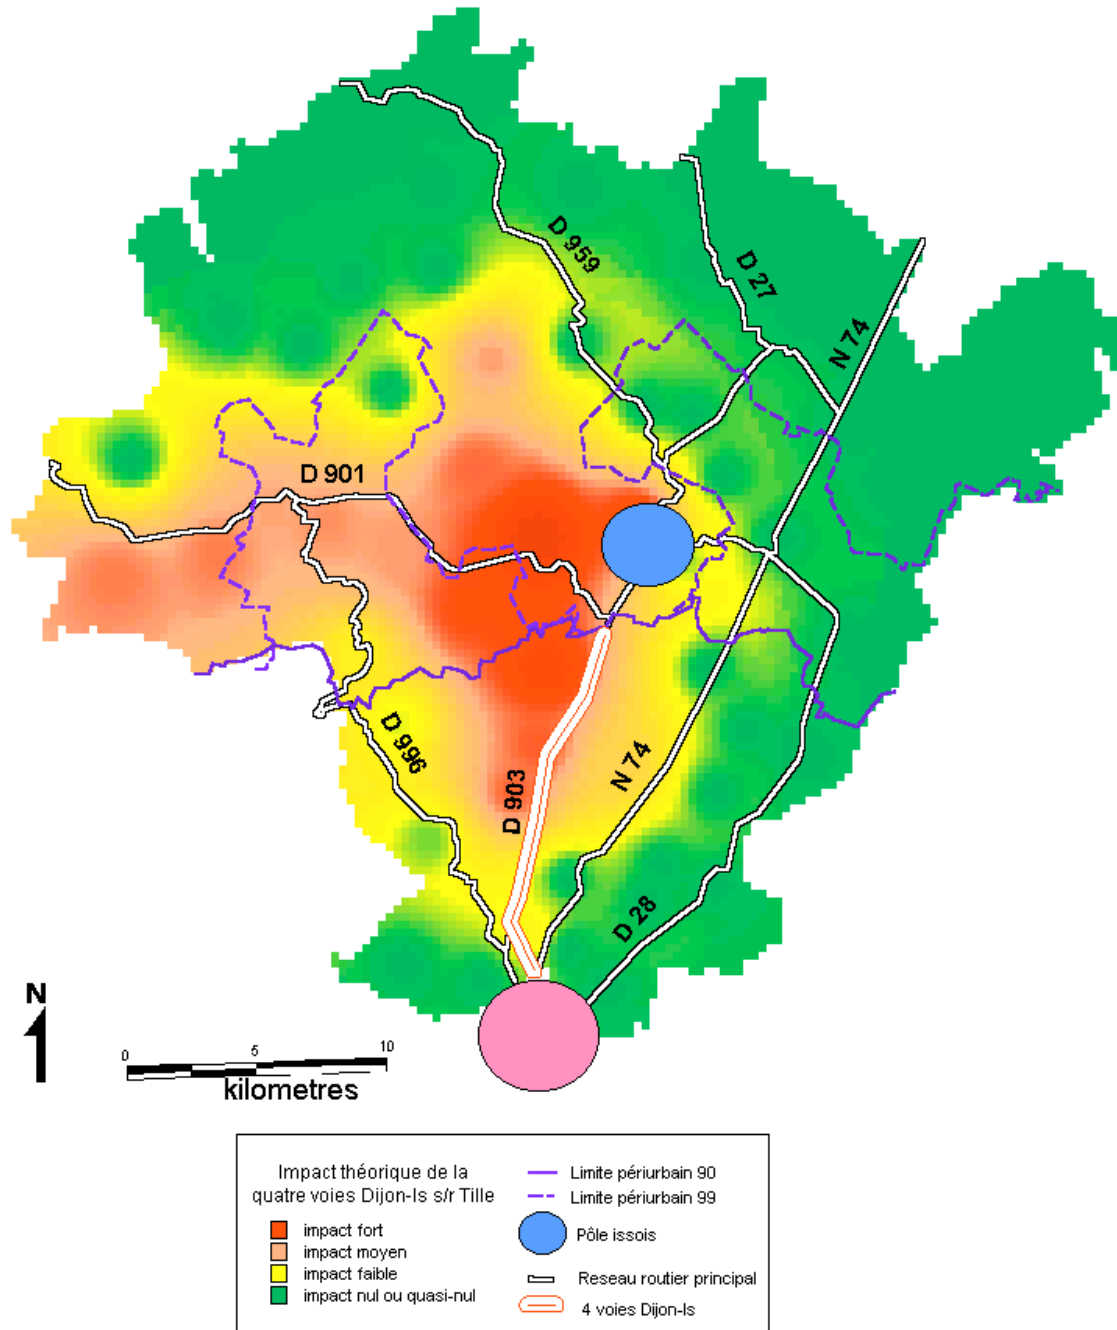 D 959
D 27
N 74
D 901
D 996
D 903
N 74
D 28
N
0 5 10
kilometres
Impact théorique de la
quatre voies Dijon-Is s/r Tille
impact fort
impact moyen
impact faible
impact nul ou quasi-nul
Limite périurbain 90
Limite périurbain 99
Pôle issois
Reseau routier principal
4 voies Dijon-Is